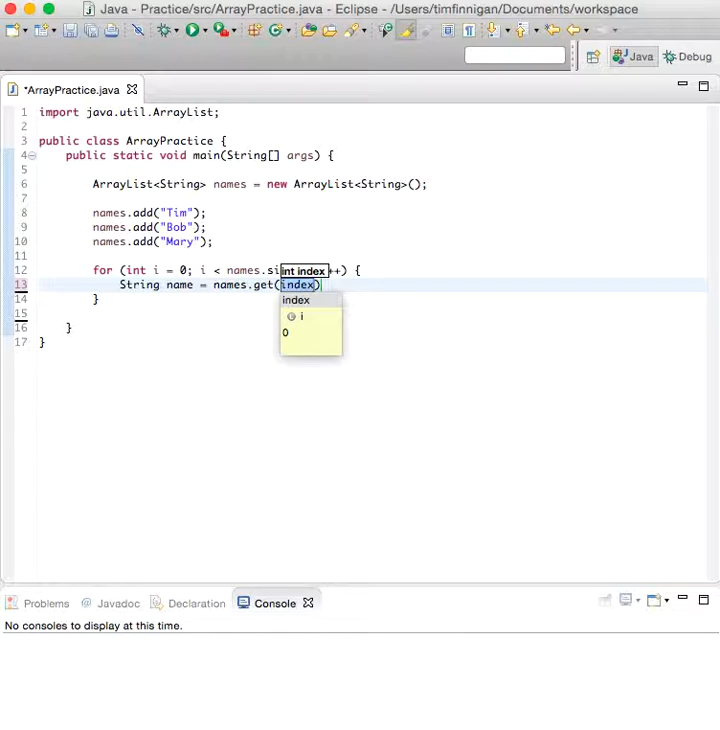 Java - Practice/src/ArrayPractice.java - Eclipse - /Users/timfinnigan/Documents/workspace
Java Debug
*ArrayPractice.java
1 import java.util.ArrayList;
2
3 public class ArrayPractice {
4 public static void main(String[] args) {
5
6 ArrayList<String> names = new ArrayList<String>();
7
8 names.add("Tim");
9 names.add("Bob");
10 names.add("Mary");
11
12 for (int i = 0; i < names.si int index ++) {
13 String name = names.get(index)
14 }
index
i
0
15
16 }
17 }
Problems @ Javadoc Declaration Console
No consoles to display at this time.